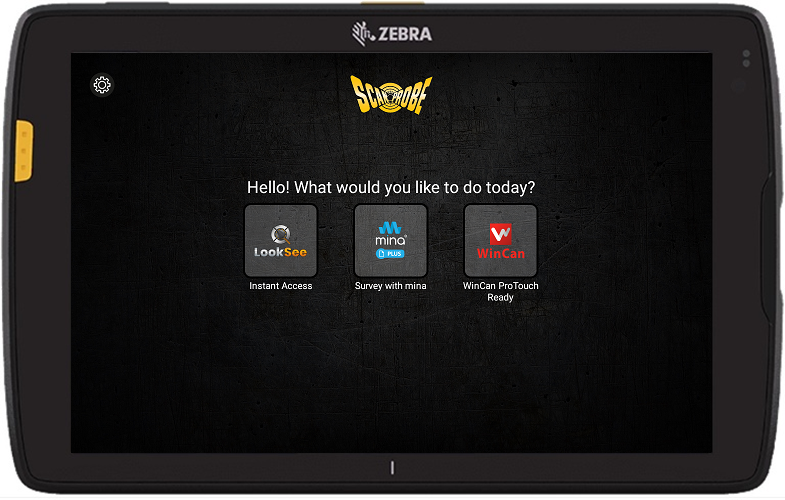 ZEBRA
SCANPROBE
Hello! What would you like to do today?
LookSee
mina
PLUS
WinCan
Instant Access
Survey with mina
WinCan ProTouch
Ready